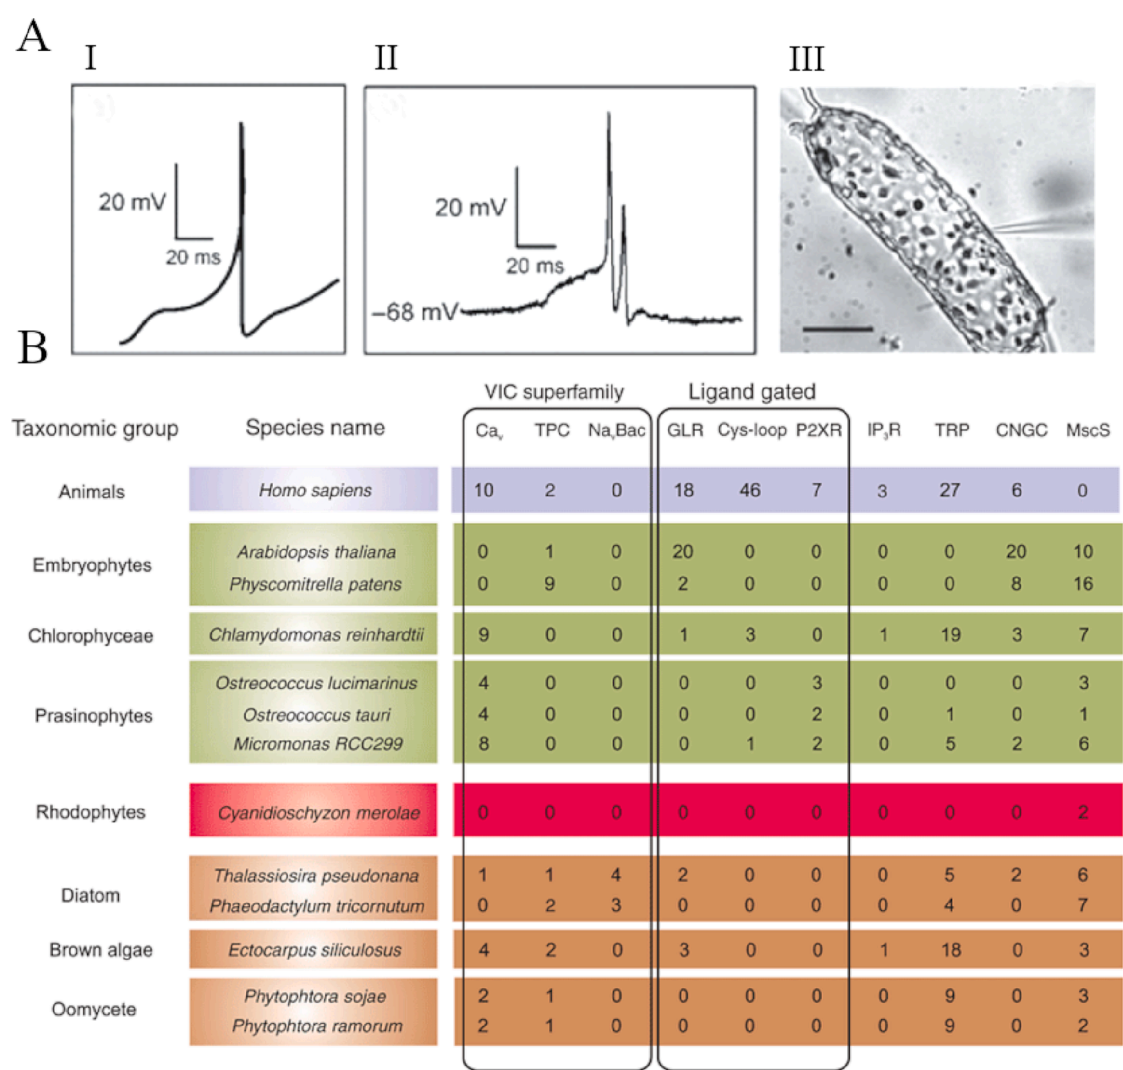 A
I II III
20 mV
20 ms
20 mV
20 ms
–68 mV
B
VIC superfamily Ligand gated
Taxonomic group Species name Caᵥ TPC NaᵥBac GLR Cys-loop P2XR IP₃R TRP CNGC MscS
Animals Homo sapiens 10 2 0 18 46 7 3 27 6 0
Embryophytes
Arabidopsis thaliana 0 1 0 20 0 0 0 0 20 10
Physcomitrella patens 0 9 0 2 0 0 0 0 8 16
Chlorophyceae Chlamydomonas reinhardtii 9 0 0 1 3 0 1 19 3 7
Prasinophytes
Ostreococcus lucimarinus 4 0 0 0 0 3 0 0 0 3
Ostreococcus tauri 4 0 0 0 0 2 0 1 0 1
Micromonas RCC299 8 0 0 0 1 2 0 5 2 6
Rhodophytes Cyanidioschyzon merolae 0 0 0 0 0 0 0 0 0 2
Diatom
Thalassiosira pseudonana 1 1 4 2 0 0 0 5 2 6
Phaeodactylum tricornutum 0 2 3 0 0 0 0 4 0 7
Brown algae Ectocarpus siliculosus 4 2 0 3 0 0 1 18 0 3
Oomycete
Phytophtora sojae 2 1 0 0 0 0 0 9 0 3
Phytophtora ramorum 2 1 0 0 0 0 0 9 0 2